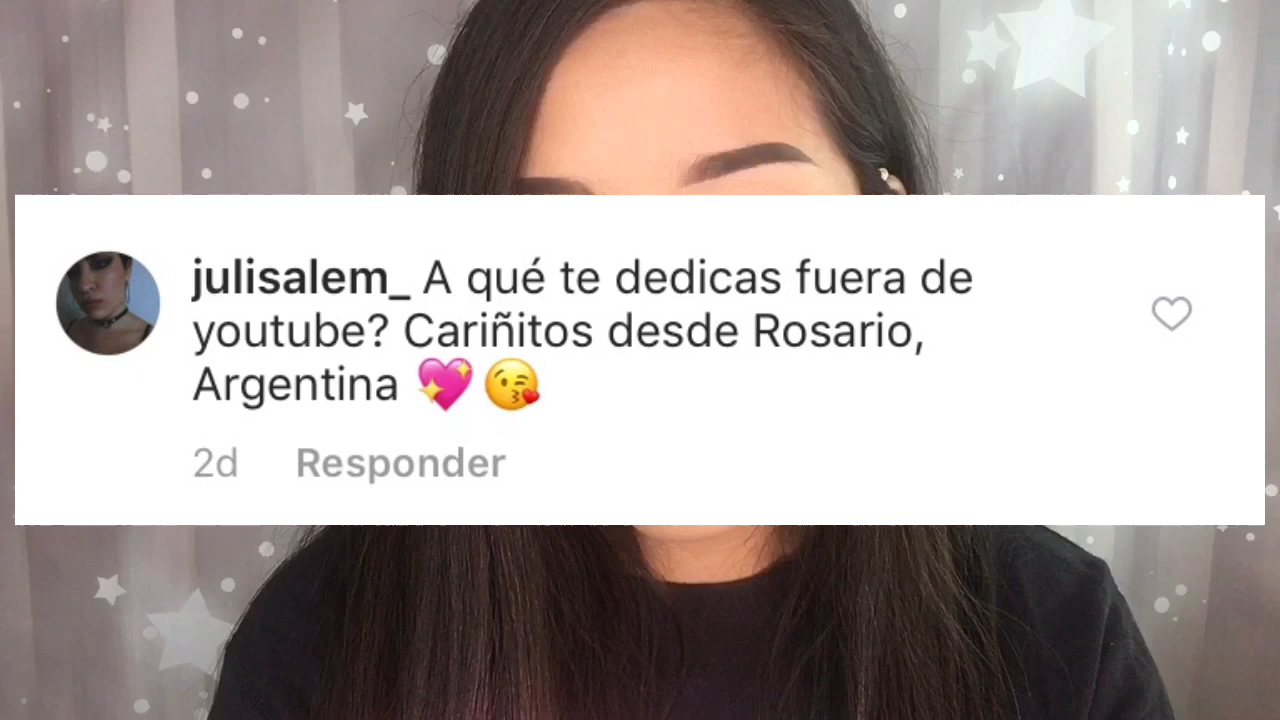 julisalem_ A qué te dedicas fuera de
youtube? Cariñitos desde Rosario,
Argentina 💖 😘
2d Responder